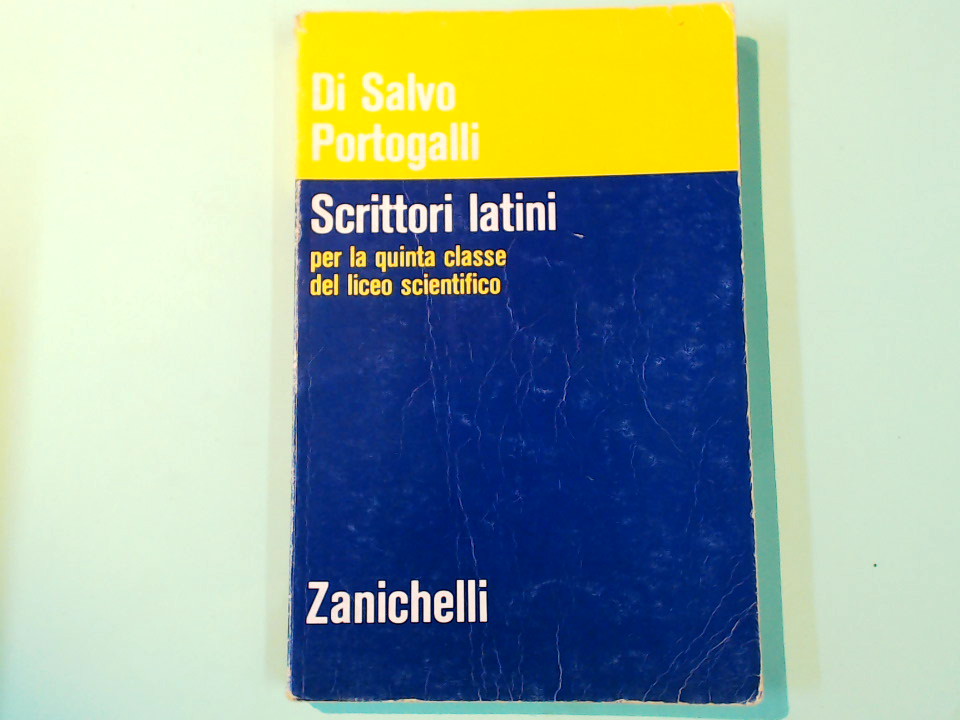 Di Salvo
Portogalli
Scrittori latini
per la quinta classe
del liceo scientifico
Zanichelli